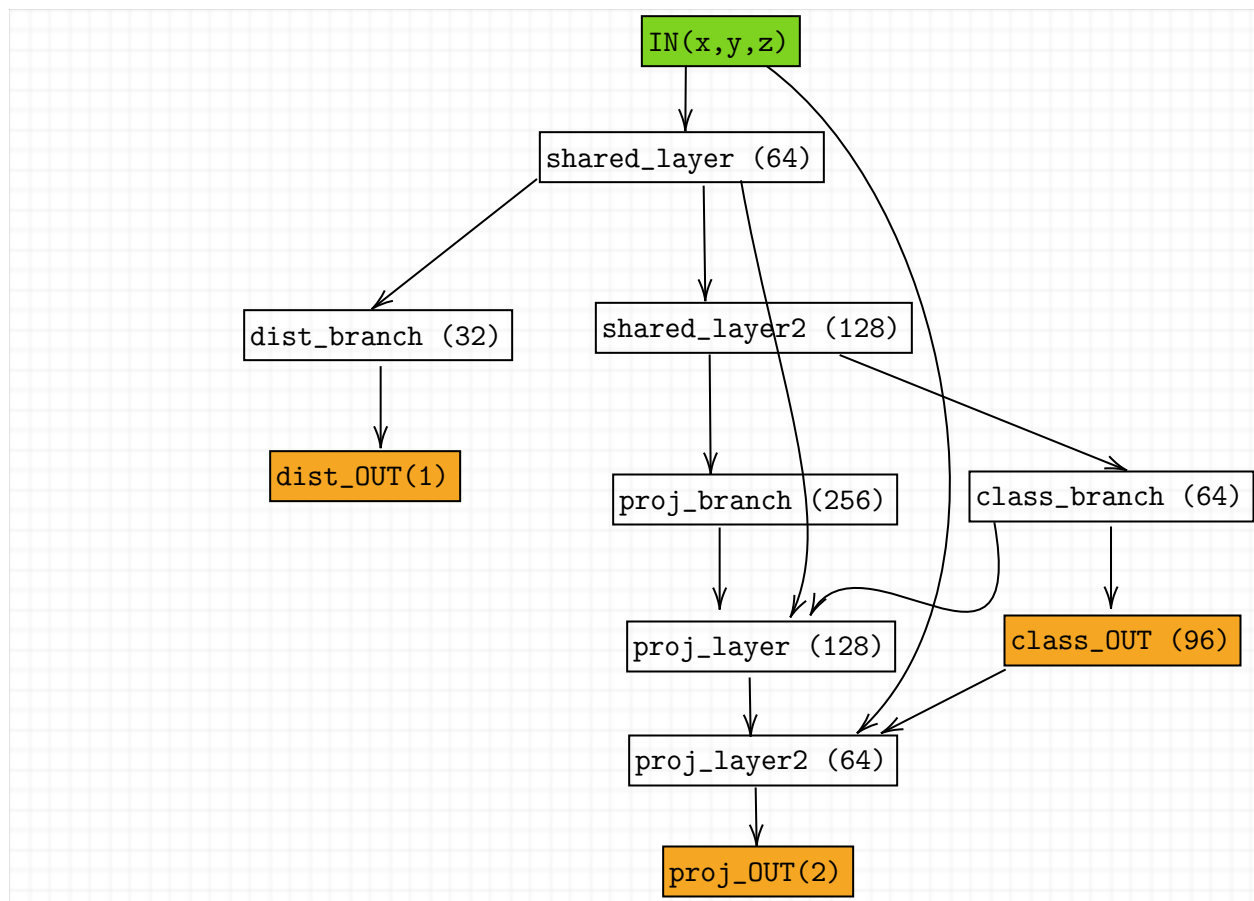 IN(x,y,z)
shared_layer (64)
dist_branch (32)
shared_layer2 (128)
dist_OUT(1)
proj_branch (256)
class_branch (64)
proj_layer (128)
class_OUT (96)
proj_layer2 (64)
proj_OUT(2)